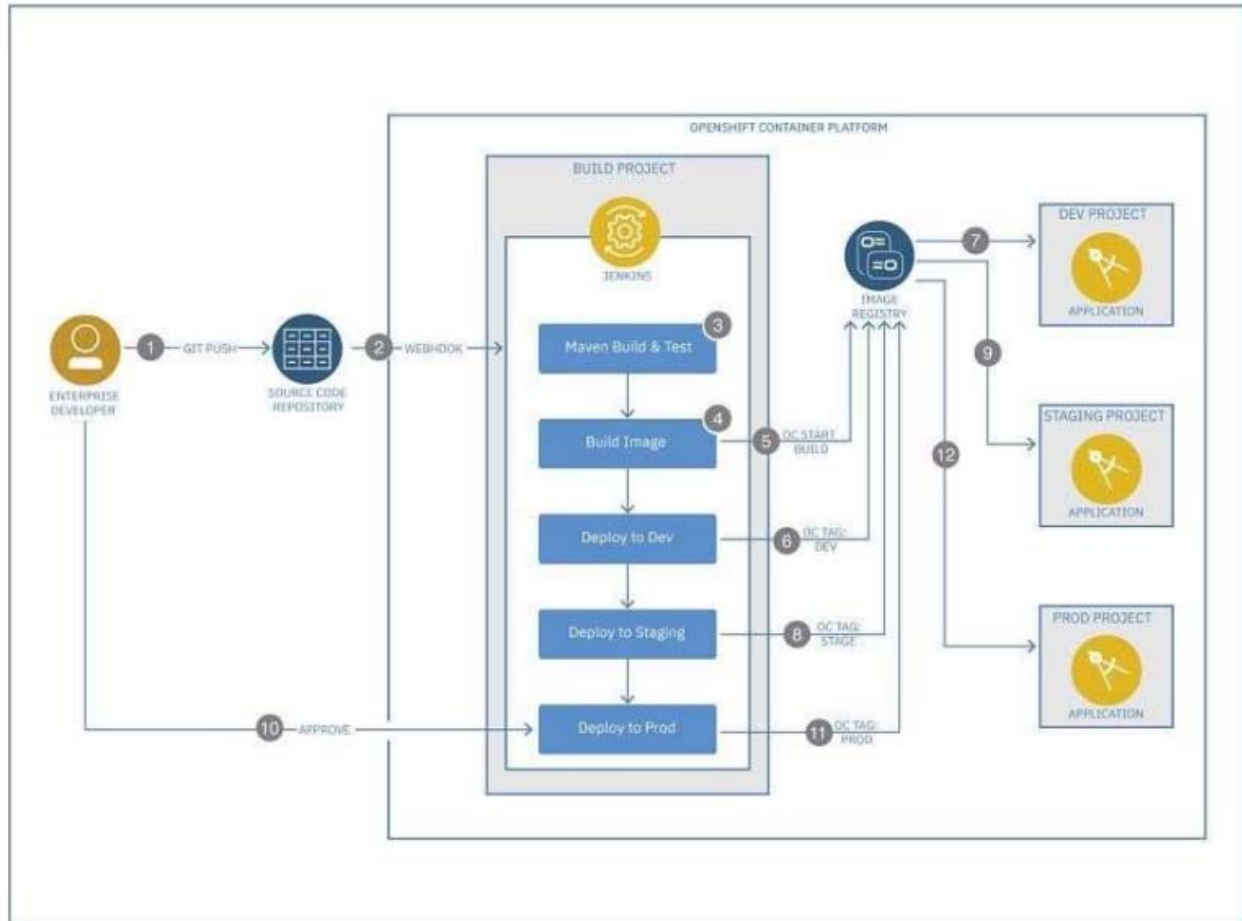 OPENSHIFT CONTAINER PLATFORM
BUILD PROJECT
JENKINS
DEV PROJECT
APPLICATION
IMAGE
REGISTRY
7
1
GIT PUSH
2
WEBHOOK
3
Maven Build & Test
9
ENTERPRISE
DEVELOPER
SOURCE CODE
REPOSITORY
4
Build Image
5
OC START
BUILD
STAGING PROJECT
APPLICATION
12
Deploy to Dev
6
OC TAG:
DEV
Deploy to Staging
8
OC TAG:
STAGE
PROD PROJECT
APPLICATION
10
APPROVE
Deploy to Prod
11
OC TAG:
PROD